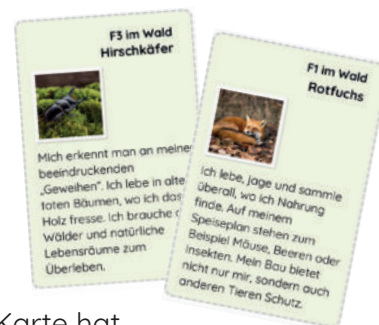 F3 im Wald
Hirschkäfer
Mich erkennt man an meinen
beeindruckenden
„Geweihen“. Ich lebe in alten
toten Bäumen, wo ich das
Holz fresse. Ich brauche
Wälder und natürliche
Lebensräume zum
Überleben.
F1 im Wald
Rotfuchs
Ich lebe, jage und sammle
überall, wo ich Nahrung
finde. Auf meinem
Speiseplan stehen zum
Beispiel Mäuse, Beeren oder
Insekten. Mein Bau bietet
nicht nur mir, sondern auch
anderen Tieren Schutz.
Karte hat